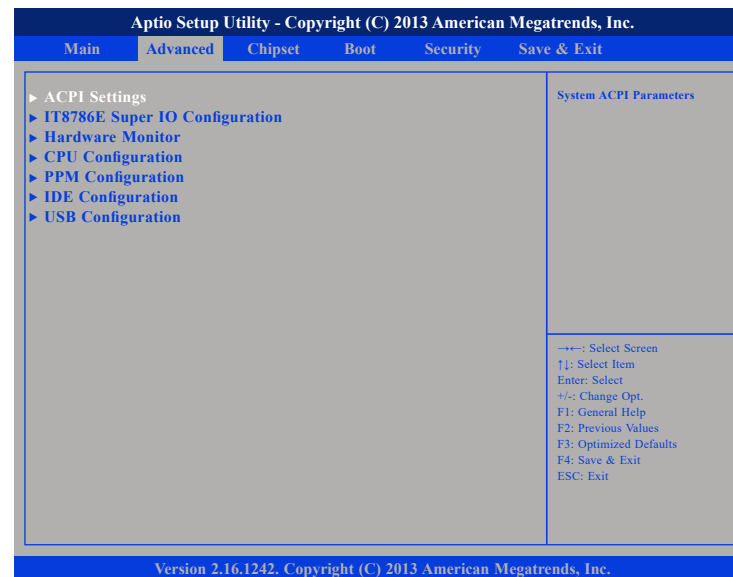 Aptio Setup Utility - Copyright (C) 2013 American Megatrends, Inc.
Main Advanced Chipset Boot Security Save & Exit
▶ ACPI Settings
▶ IT8786E Super IO Configuration
▶ Hardware Monitor
▶ CPU Configuration
▶ PPM Configuration
▶ IDE Configuration
▶ USB Configuration
System ACPI Parameters
→←: Select Screen
↑↓: Select Item
Enter: Select
+/-: Change Opt.
F1: General Help
F2: Previous Values
F3: Optimized Defaults
F4: Save & Exit
ESC: Exit
Version 2.16.1242. Copyright (C) 2013 American Megatrends, Inc.